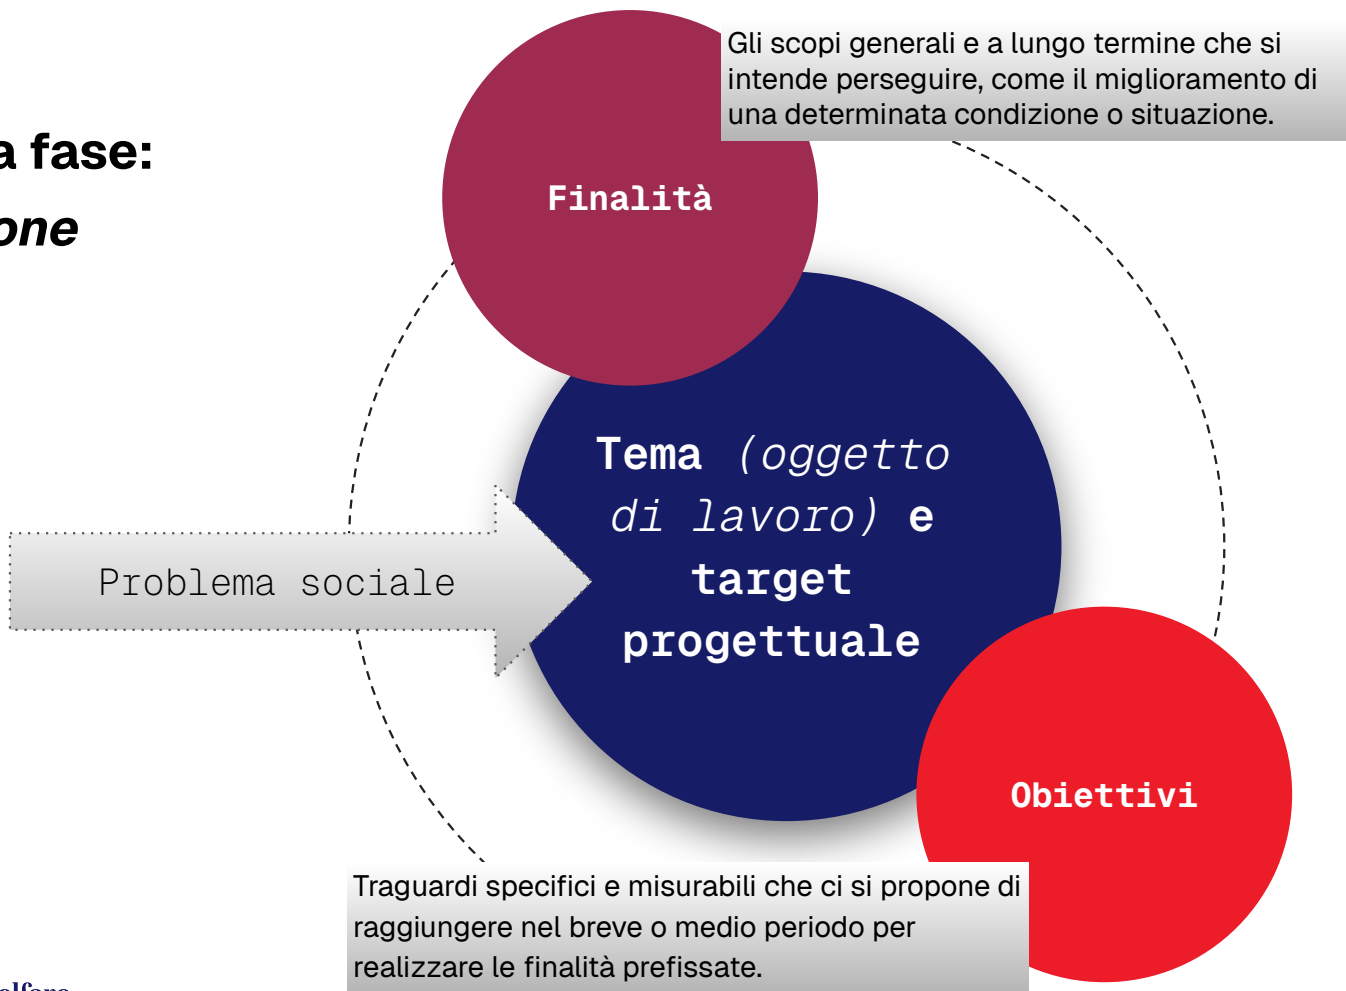 a fase:
one
Gli scopi generali e a lungo termine che si
intende perseguire, come il miglioramento di
una determinata condizione o situazione.
Finalità
Tema (oggetto
di lavoro) e
target
progettuale
Problema sociale
Obiettivi
Traguardi specifici e misurabili che ci si propone di
raggiungere nel breve o medio periodo per
realizzare le finalità prefissate.